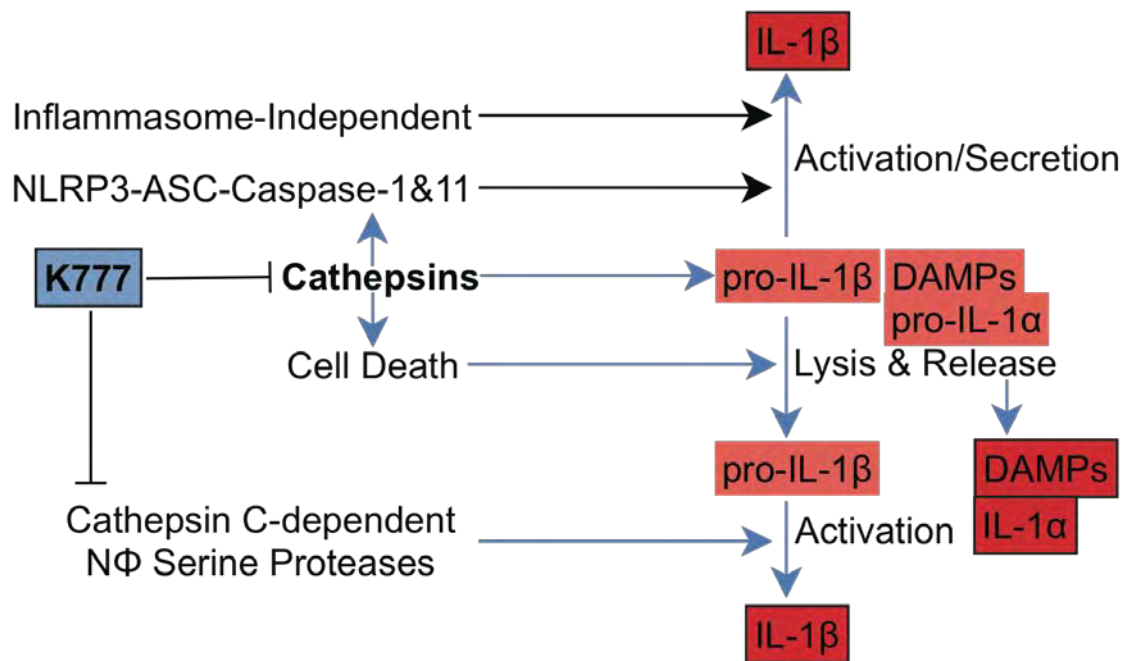 IL-1β
Inflammasome-Independent
Activation/Secretion
NLRP3-ASC-Caspase-1&11
K777
Cathepsins
pro-IL-1β
DAMPs
pro-IL-1α
Cell Death
Lysis & Release
pro-IL-1β
DAMPs
IL-1α
Cathepsin C-dependent
NΦ Serine Proteases
Activation
IL-1β